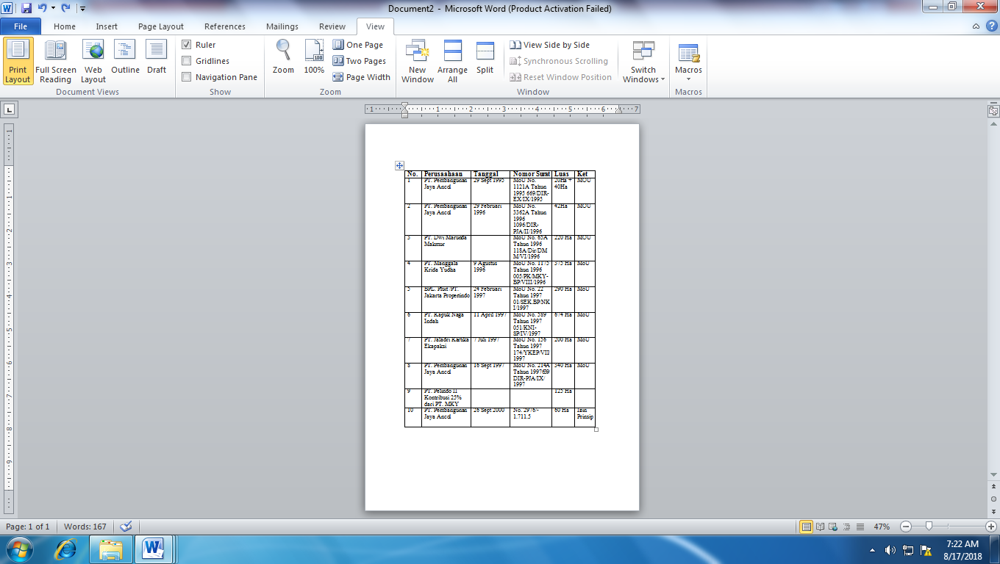 Document2 - Microsoft Word (Product Activation Failed)
File Home Insert Page Layout References Mailings Review View
Print Layout
Full Screen Reading
Web Layout
Outline
Draft
Document Views
Ruler
Gridlines
Navigation Pane
Show
Zoom
100%
One Page
Two Pages
Page Width
Zoom
New Window
Arrange All
Split
View Side by Side
Synchronous Scrolling
Reset Window Position
Window
Switch Windows
Macros
Macros
No. Perusahaan Tanggal Nomor Surat Luas Ket
1 PT. Pembangunan 29 Sept 1995 MoU No. 20Ha + MOU
Jaya Ancol 1121A Tahun 40Ha
1995 669/DIR-
EX/IX/1995
2 PT. Pembangunan 29 Februari MoU No. 42Ha MOU
Jaya Ancol 1996 3362A Tahun
1996
1096/DIR-
PJA/II/1996
3 PT. Dwi Marunda MoU No. 65A 220 Ha MOU
Makmur Tahun 1996
118A/Dir/DM
M/VI/1996
4 PT. Manggala 9 Agustus MoU No. 1175 375 Ha MoU
Krida Yudha 1996 Tahun 1996
005/PK/MKY-
BP/VIII/1996
5 BPL. Pluit /PT. 24 Februari MoU No. 22 290 Ha MoU
Jakarta Propertindo 1997 Tahun 1997
01/SEK.BP/NK
I/1997
6 PT. Kapuk Naga 11 April 1997 MoU No. 589 674 Ha MoU
Indah Tahun 1997
051/KNI-
SP/IV/1997
7 PT. Jaladri Kartika 7 Juli 1997 MoU No. 156 200 Ha MoU
Ekapaksi Tahun 1997
174/YKEP/VII/
1997
8 PT. Pembangunan 16 Sept 1997 MoU No. 214A 340 Ha MoU
Jaya Ancol Tahun
DIR-PJA/IX/
1997
9 PT. Pelindo II 125 Ha
Kontribusi 25%
dari PT. MKY
10 PT. Pembangunan 26 Sept 2000 No. 2976/- 60 Ha Izin
Jaya Ancol 1.711.5 Prinsip
Page: 1 of 1 Words: 167 47%
7:22 AM
8/17/2018